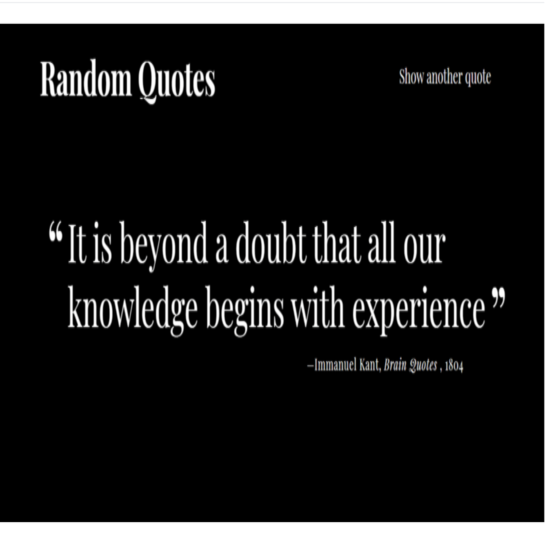 Random Quotes
Show another quote
“ It is beyond a doubt that all our
knowledge begins with experience ”
–Immanuel Kant, Brain Quotes , 1804